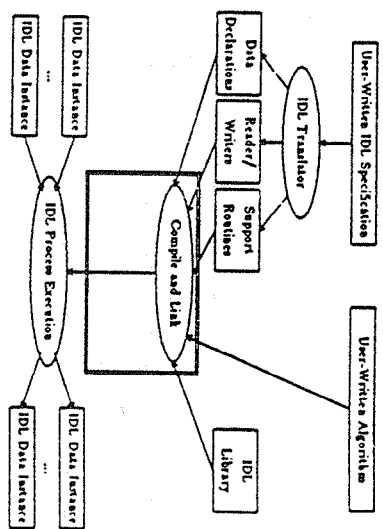 User-Written IDL Specification
User-Written Algorithm
IDL Translator
Data
Declarations
Reader/
Writers
Support
Routines
IDL
Library
Compile and Link
IDL Process Execution
IDL Data Instance
...
IDL Data Instance
IDL Data Instance
...
IDL Data Instance